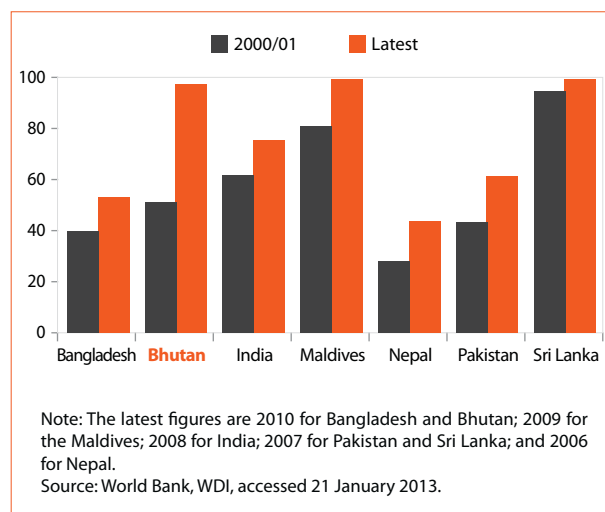 2000/01 Latest
100
80
60
40
20
0
Bangladesh Bhutan India Maldives Nepal Pakistan Sri Lanka
Note: The latest figures are 2010 for Bangladesh and Bhutan; 2009 for
the Maldives; 2008 for India; 2007 for Pakistan and Sri Lanka; and 2006
for Nepal.
Source: World Bank, WDI, accessed 21 January 2013.